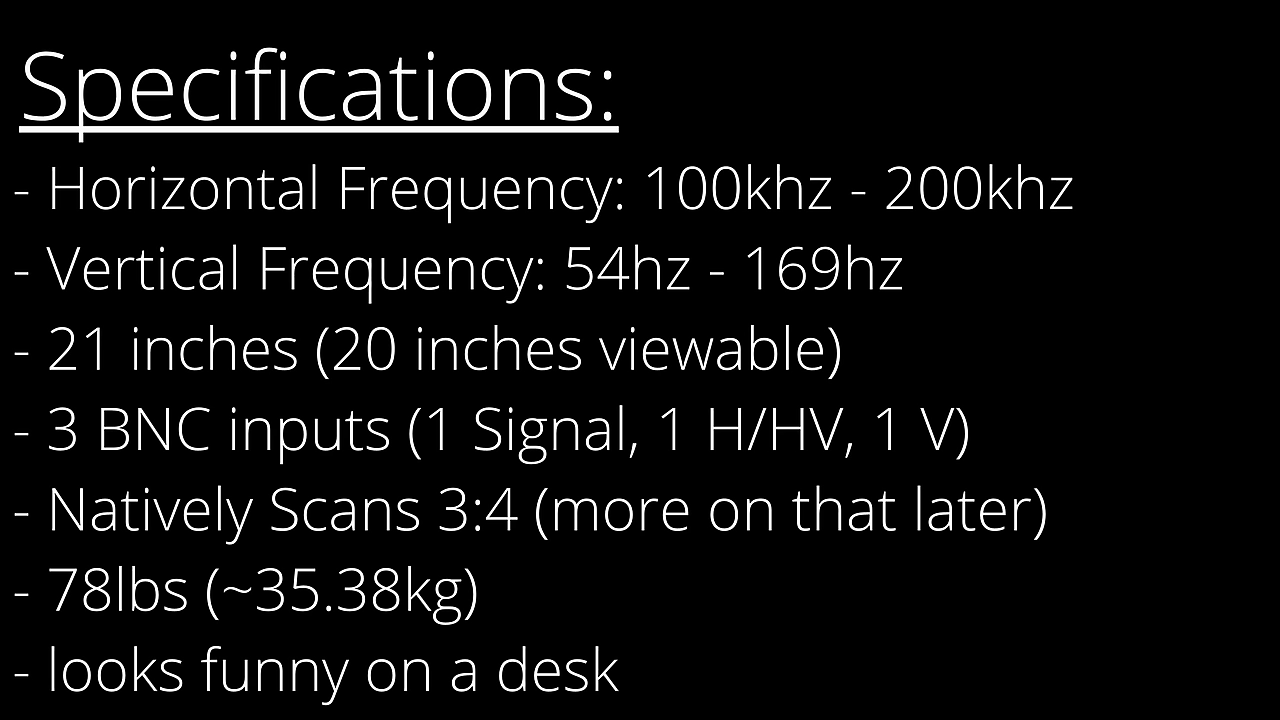 Specifications:
- Horizontal Frequency: 100khz - 200khz
- Vertical Frequency: 54hz - 169hz
- 21 inches (20 inches viewable)
- 3 BNC inputs (1 Signal, 1 H/HV, 1 V)
- Natively Scans 3:4 (more on that later)
- 78lbs (~35.38kg)
- looks funny on a desk